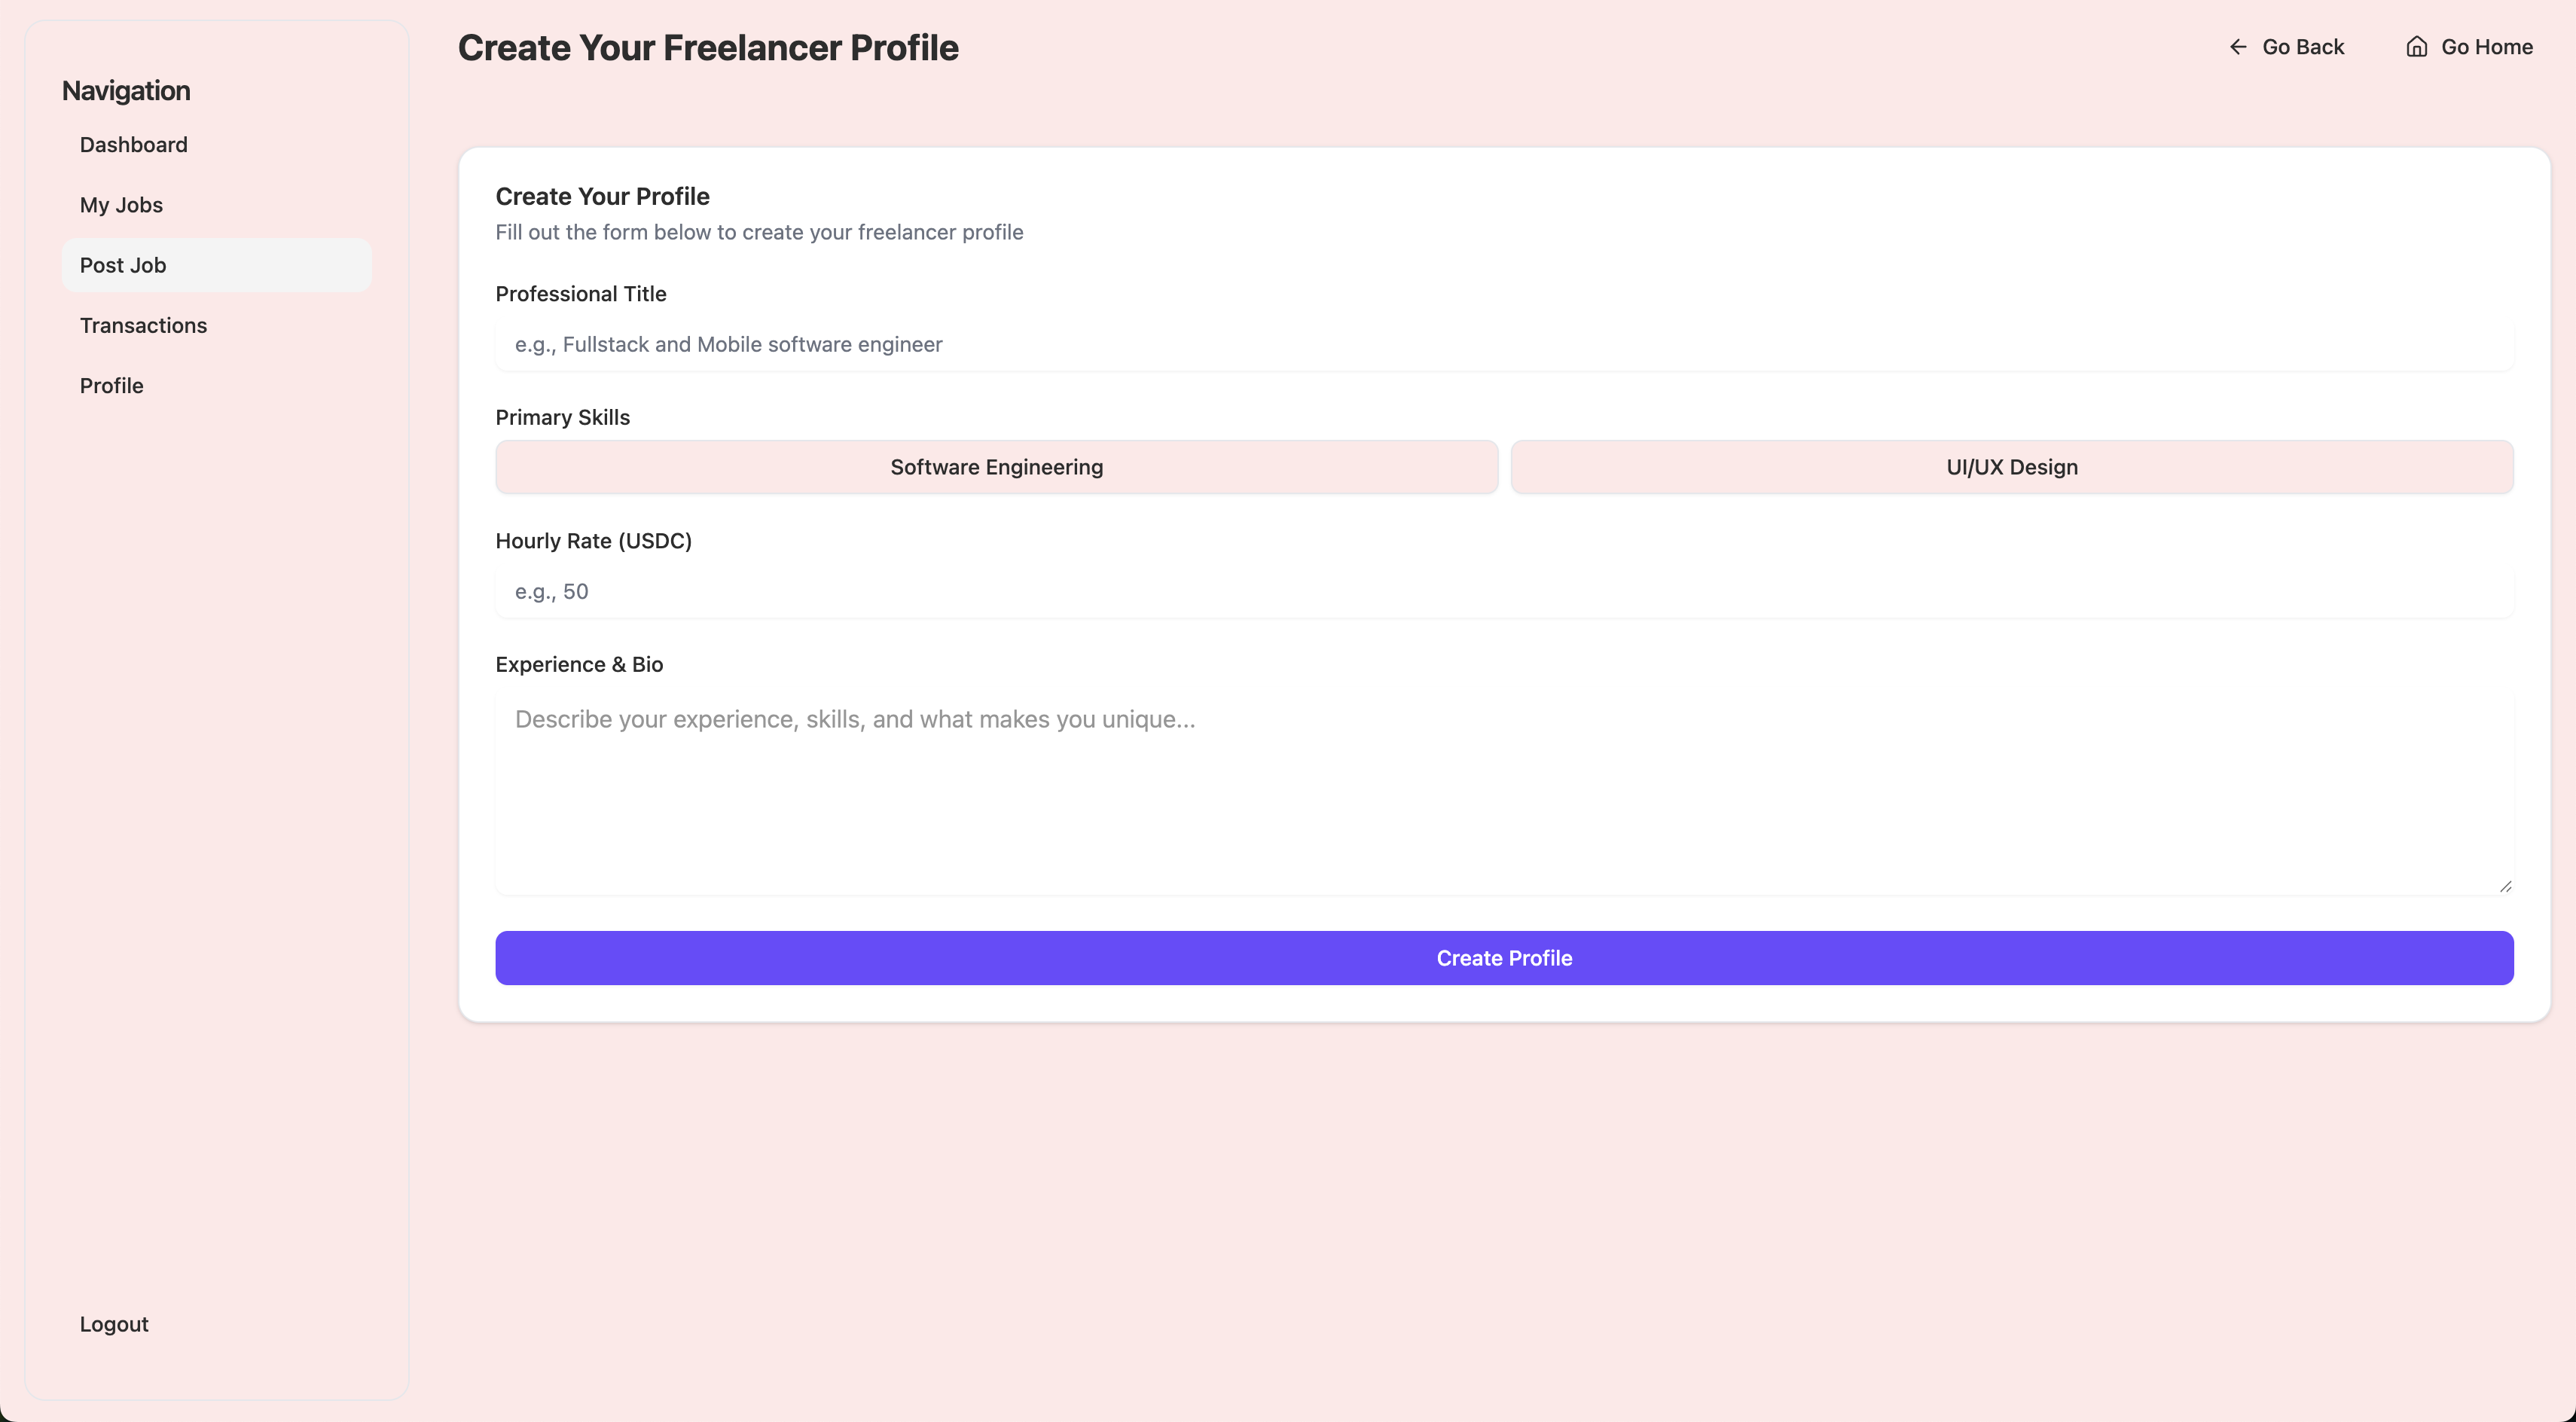 Navigation
Dashboard
My Jobs
Post Job
Transactions
Profile
Logout
Create Your Freelancer Profile
Go Back
Go Home
Create Your Profile
Fill out the form below to create your freelancer profile
Professional Title
e.g., Fullstack and Mobile software engineer
Primary Skills
Software Engineering
UI/UX Design
Hourly Rate (USDC)
e.g., 50
Experience & Bio
Describe your experience, skills, and what makes you unique...
Create Profile